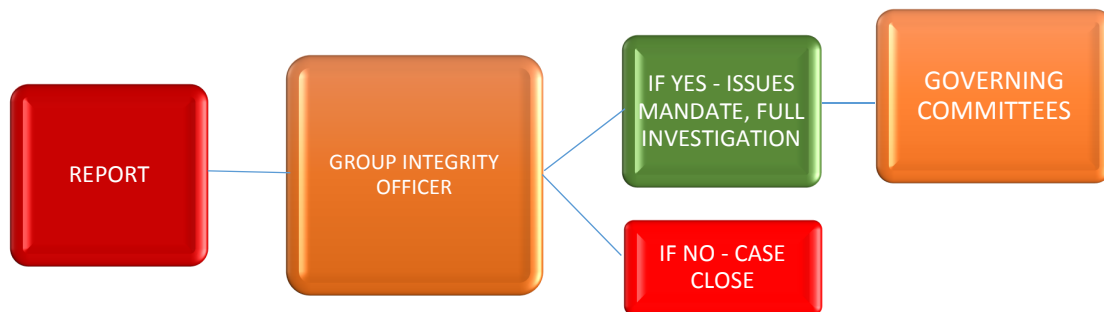 REPORT
GROUP INTEGRITY
OFFICER
IF YES - ISSUES
MANDATE, FULL
INVESTIGATION
GOVERNING
COMMITTEES
IF NO - CASE
CLOSE